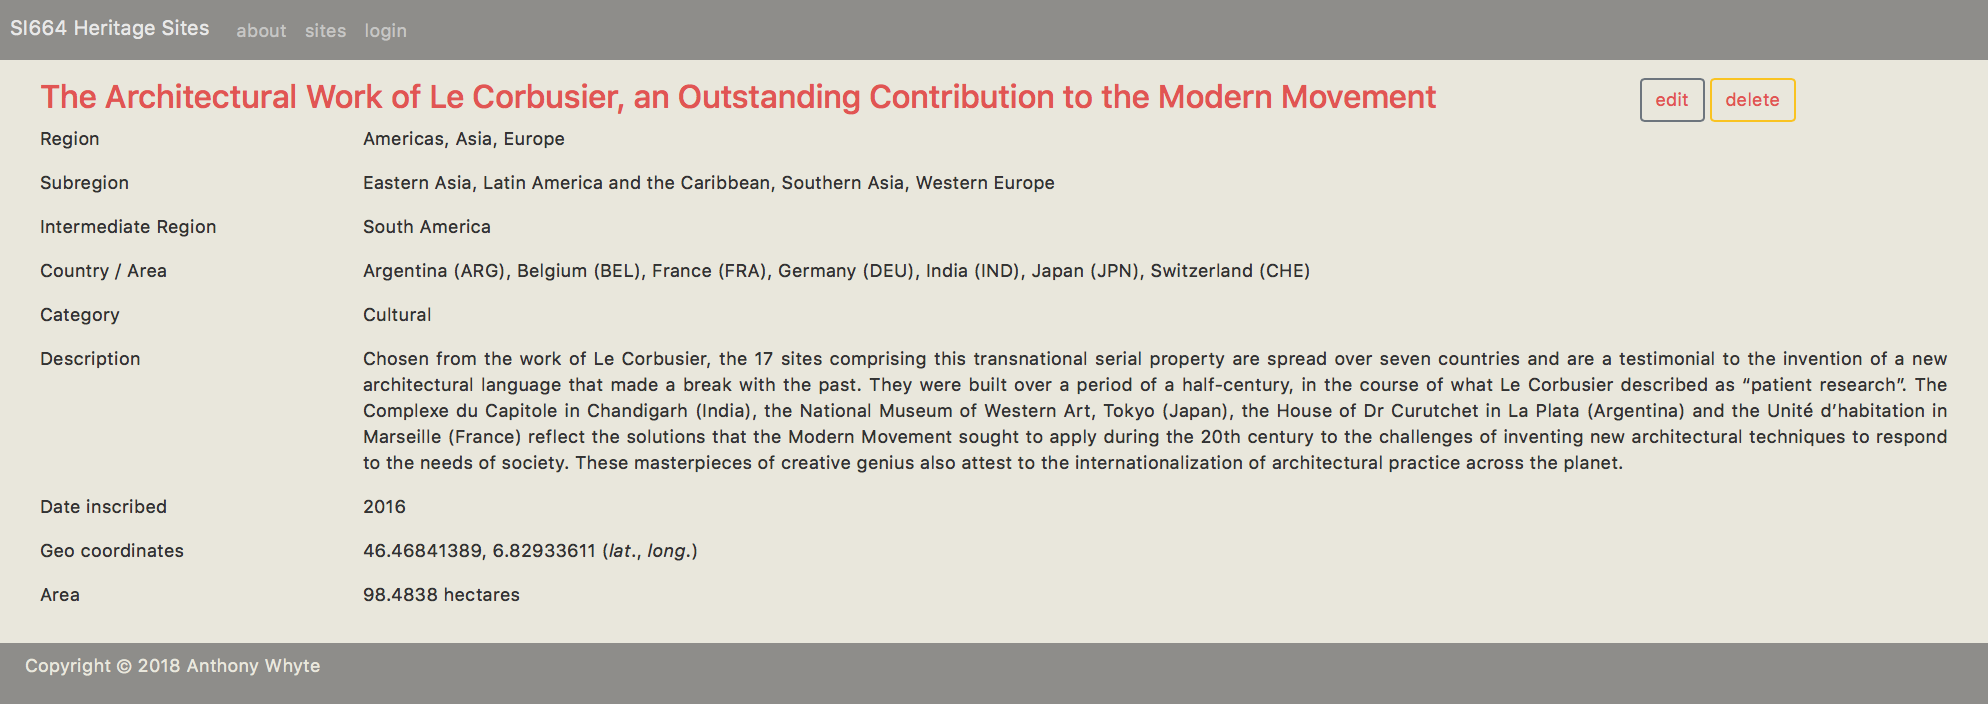 SI664 Heritage Sites about sites login
The Architectural Work of Le Corbusier, an Outstanding Contribution to the Modern Movement edit delete
Region Americas, Asia, Europe
Subregion Eastern Asia, Latin America and the Caribbean, Southern Asia, Western Europe
Intermediate Region South America
Country / Area Argentina (ARG), Belgium (BEL), France (FRA), Germany (DEU), India (IND), Japan (JPN), Switzerland (CHE)
Category Cultural
Description Chosen from the work of Le Corbusier, the 17 sites comprising this transnational serial property are spread over seven countries and are a testimonial to the invention of a new
architectural language that made a break with the past. They were built over a period of a half-century, in the course of what Le Corbusier described as “patient research”. The
Complexe du Capitole in Chandigarh (India), the National Museum of Western Art, Tokyo (Japan), the House of Dr Curutchet in La Plata (Argentina) and the Unité d’habitation in
Marseille (France) reflect the solutions that the Modern Movement sought to apply during the 20th century to the challenges of inventing new architectural techniques to respond
to the needs of society. These masterpieces of creative genius also attest to the internationalization of architectural practice across the planet.
Date inscribed 2016
Geo coordinates 46.46841389, 6.82933611 (lat., long.)
Area 98.4838 hectares
Copyright © 2018 Anthony Whyte